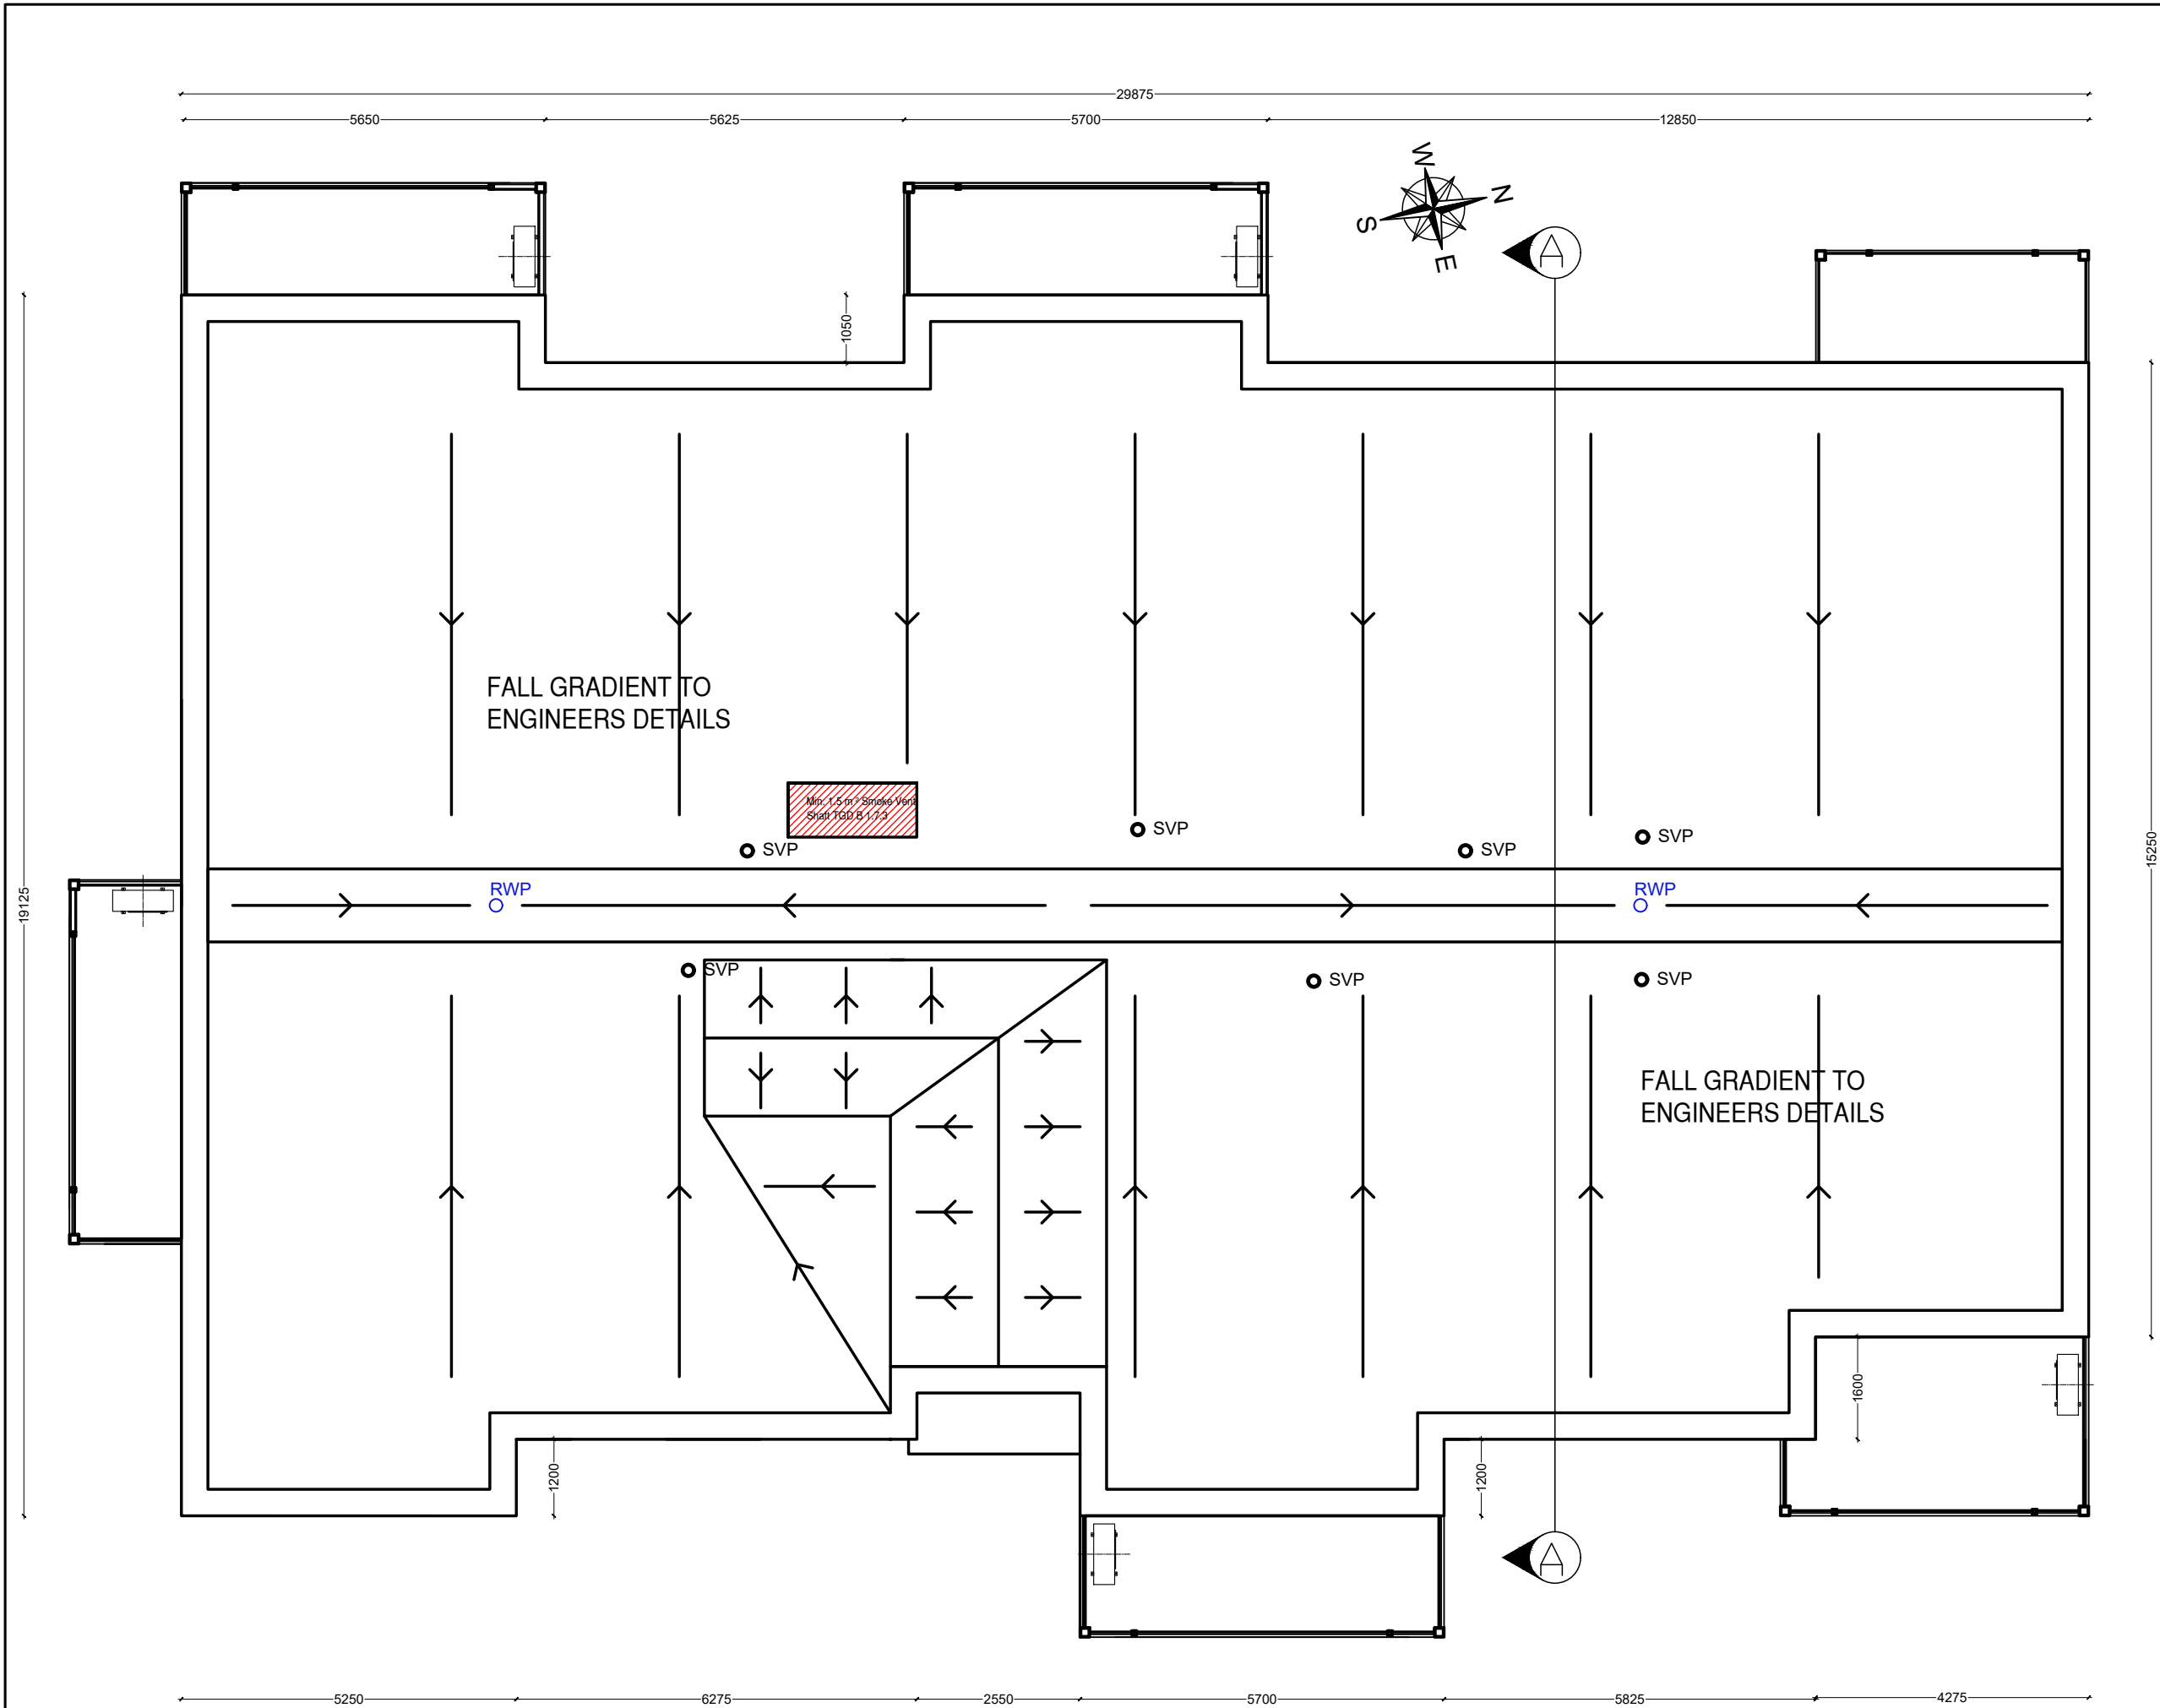 29875
5650
5625
5700
12850
W
N
S
E
A
1050
FALL GRADIENT TO
ENGINEERS DETAILS
Min. 1.5 m² Smoke Vent
Shaft TGD B 1.7.3
SVP
SVP
SVP
SVP
15250
19125
RWP
RWP
SVP
SVP
SVP
FALL GRADIENT TO
ENGINEERS DETAILS
1600
1200
1200
A
5250
6275
2550
5700
5825
4275